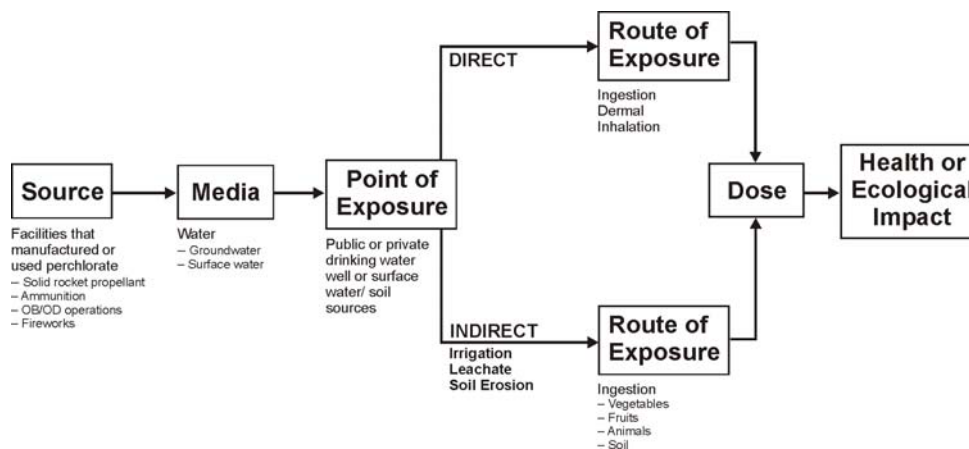 Source
Facilities that
manufactured or
used perchlorate
– Solid rocket propellant
– Ammunition
– OB/OD operations
– Fireworks
Media
Water
– Groundwater
– Surface water
Point of
Exposure
Public or private
drinking water
well or surface
water/ soil
sources
DIRECT
Route of
Exposure
Ingestion
Dermal
Inhalation
INDIRECT
Irrigation
Leachate
Soil Erosion
Route of
Exposure
Ingestion
– Vegetables
– Fruits
– Animals
– Soil
Dose
Health or
Ecological
Impact